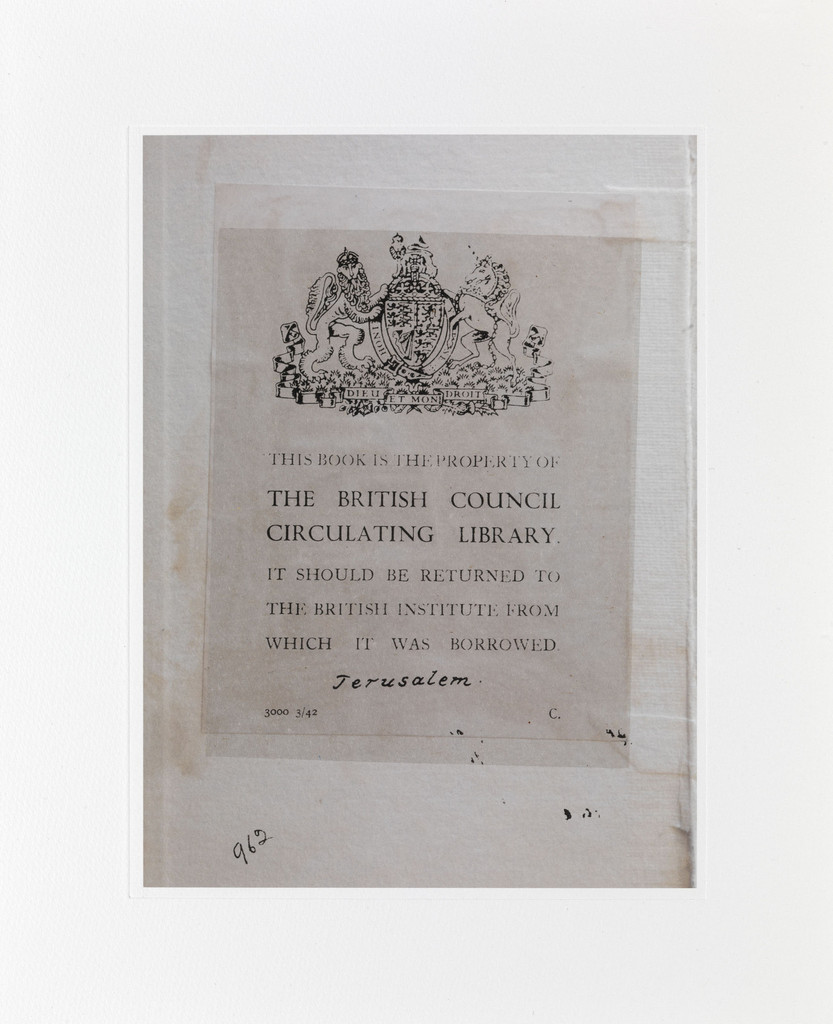 HONI
DIEU ET MON DROIT
THIS BOOK IS THE PROPERTY OF
THE BRITISH COUNCIL
CIRCULATING LIBRARY.
IT SHOULD BE RETURNED TO
THE BRITISH INSTITUTE FROM
WHICH IT WAS BORROWED.
Jerusalem.
3000 3/42 C.
962